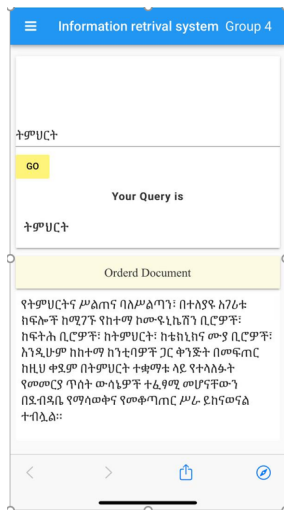 Information retrival system Group 4
ትምህርት
GO
Your Query is
ትምህርት
Orderd Document
የትምህርትና ሥልጠና ባለሥልጣን፣ በተለያዩ አገሪቱ
ክፍሎች ከሚገኙ የከተማ ኮሙዩኒኬሽን ቢሮዎች፣
ከፍትሕ ቢሮዎች፣ ከትምህርት፣ ከቴክኒክና ሙያ ቢሮዎች፣
እንዲሁም ከከተማ ከንቲባዎች ጋር ቅንጅት በመፍጠር
ከዚህ ቀደም በትምህርት ተቋማቱ ላይ የተላለፉት
የመመርያ ጥሰት ውሳኔዎች ተፈፃሚ መሆናቸውን
በደብዳቤ የማሳወቅና የመቆጣጠር ሥራ ይከናወናል
ተብሏል።